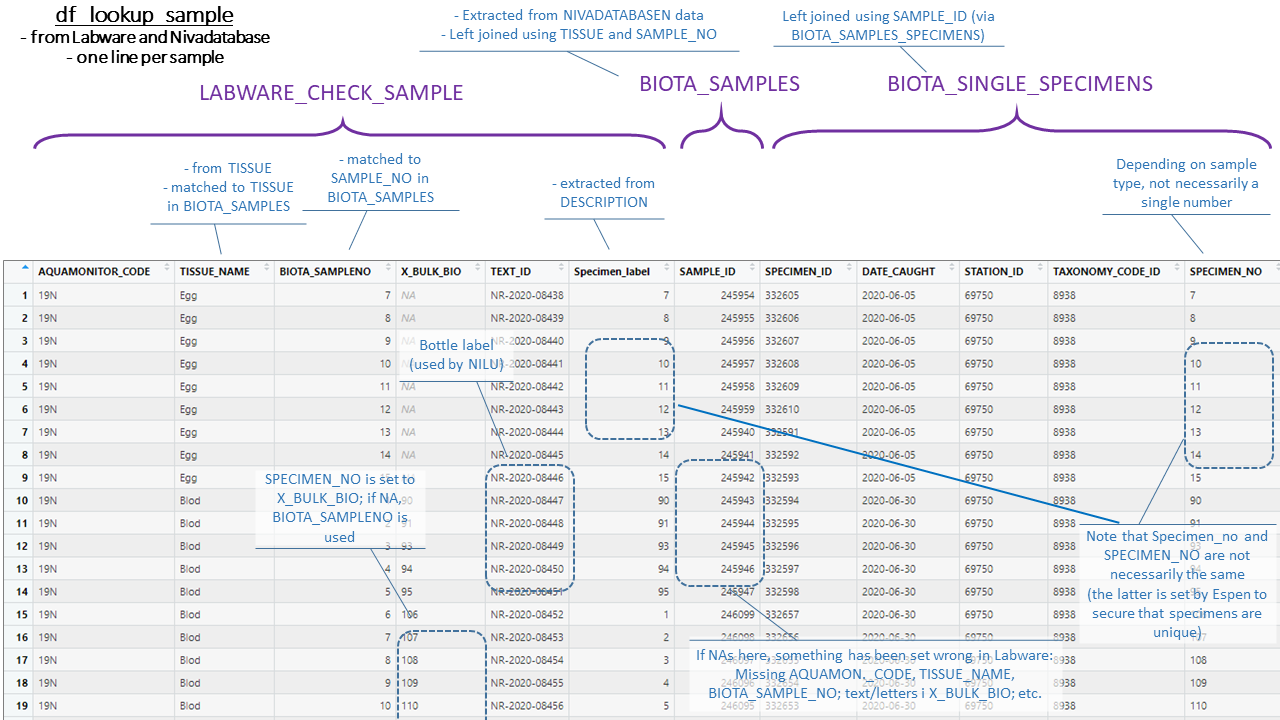 df_lookup_sample
- from Labware and Nivadatabase
- one line per sample
- Extracted from NIVADATABASEN data
- Left joined using TISSUE and SAMPLE_NO
Left joined using SAMPLE_ID (via
BIOTA_SAMPLES_SPECIMENS)
LABWARE_CHECK_SAMPLE
BIOTA_SAMPLES
BIOTA_SINGLE_SPECIMENS
- from TISSUE
- matched to TISSUE
in BIOTA_SAMPLES
- matched to
SAMPLE_NO in
BIOTA_SAMPLES
- extracted from
DESCRIPTION
Depending on sample
type, not necessarily a
single number
AQUAMONITOR_CODE TISSUE_NAME BIOTA_SAMPLENO X_BULK_BIO TEXT_ID Specimen_label SAMPLE_ID SPECIMEN_ID DATE_CAUGHT STATION_ID TAXONOMY_CODE_ID SPECIMEN_NO
1 19N Egg 7 NA NR-2020-08438 7 245954 332605 2020-06-05 69750 8938 7
2 19N Egg 8 NA NR-2020-08439 8 245955 332606 2020-06-05 69750 8938 8
3 19N Egg 9 NA NR-2020-08440 9 245956 332607 2020-06-05 69750 8938 9
4 19N Egg 10 NA NR-2020-08441 10 245957 332608 2020-06-05 69750 8938 10
5 19N Egg 11 NA NR-2020-08442 11 245958 332609 2020-06-05 69750 8938 11
6 19N Egg 12 NA NR-2020-08443 12 245959 332610 2020-06-05 69750 8938 12
7 19N Egg 13 NA NR-2020-08444 13 245940 332591 2020-06-05 69750 8938 13
8 19N Egg 14 NA NR-2020-08445 14 245941 332592 2020-06-05 69750 8938 14
9 19N Egg NR-2020-08446 15 245942 332593 2020-06-05 69750 8938 15
10 19N Blod 90 NR-2020-08447 90 245943 332594 2020-06-30 69750 8938 90
11 19N Blod 91 NR-2020-08448 91 245944 332595 2020-06-30 69750 8938 91
12 19N Blod 3 93 NR-2020-08449 93 245945 332596 2020-06-30 69750 8938 93
13 19N Blod 4 94 NR-2020-08450 94 245946 332597 2020-06-30 69750 8938 94
14 19N Blod 5 95 NR-2020-08451 95 245947 332598 2020-06-30 69750 8938
15 19N Blod 6 106 NR-2020-08452 1 246099 332657 2020-06-30 69750 8938
16 19N Blod 7 107 NR-2020-08453 2 246098 332656 2020-06-30 69750 8938 107
17 19N Blod 8 108 NR-2020-08454 3 8938 108
18 19N Blod 9 109 NR-2020-08455 4 8938 109
19 19N Blod 10 110 NR-2020-08456 5 246095 332653 2020-06-30 69750 8938 110
Bottle label
(used by NILU)
SPECIMEN_NO is set to
X_BULK_BIO; if NA,
BIOTA_SAMPLENO is
used
Note that Specimen_no and
SPECIMEN_NO are not
necessarily the same
(the latter is set by Espen to
secure that specimens are
unique)
If NAs here, something has been set wrong in Labware:
Missing AQUAMON._CODE, TISSUE_NAME,
BIOTA_SAMPLE_NO; text/letters i X_BULK_BIO; etc.